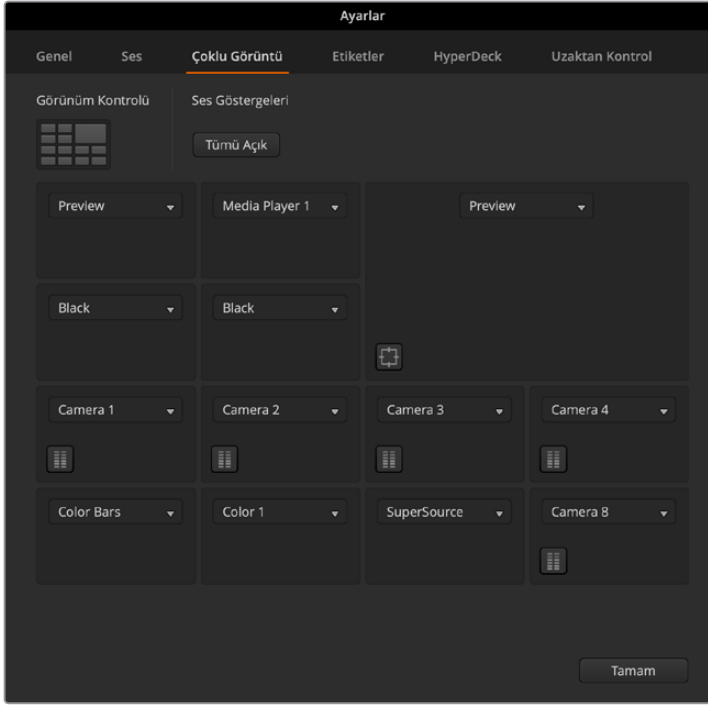 Ayarlar
Genel Ses Çoklu Görüntü Etiketler HyperDeck Uzaktan Kontrol
Görünüm Kontrolü Ses Göstergeleri
Tümü Açık
Preview Media Player 1 Preview
Black Black
Camera 1 Camera 2 Camera 3 Camera 4
Color Bars Color 1 SuperSource Camera 8
Tamam